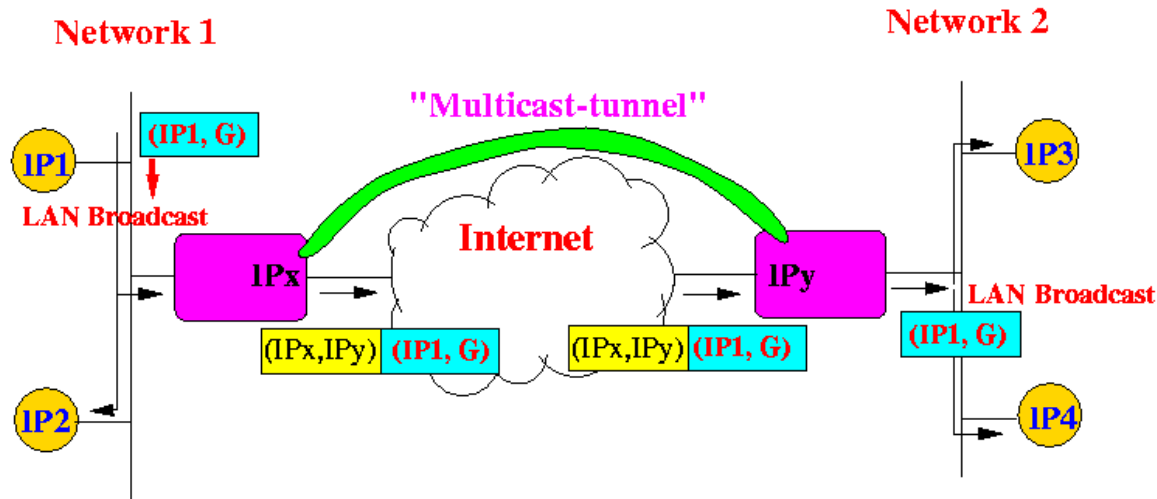 Network 1
Network 2
"Multicast-tunnel"
(IP1, G)
IP1
IP3
LAN Broadcast
Internet
IPx
IPy
LAN Broadcast
(IPx,IPy) (IP1, G)
(IPx,IPy) (IP1, G)
(IP1, G)
IP2
IP4